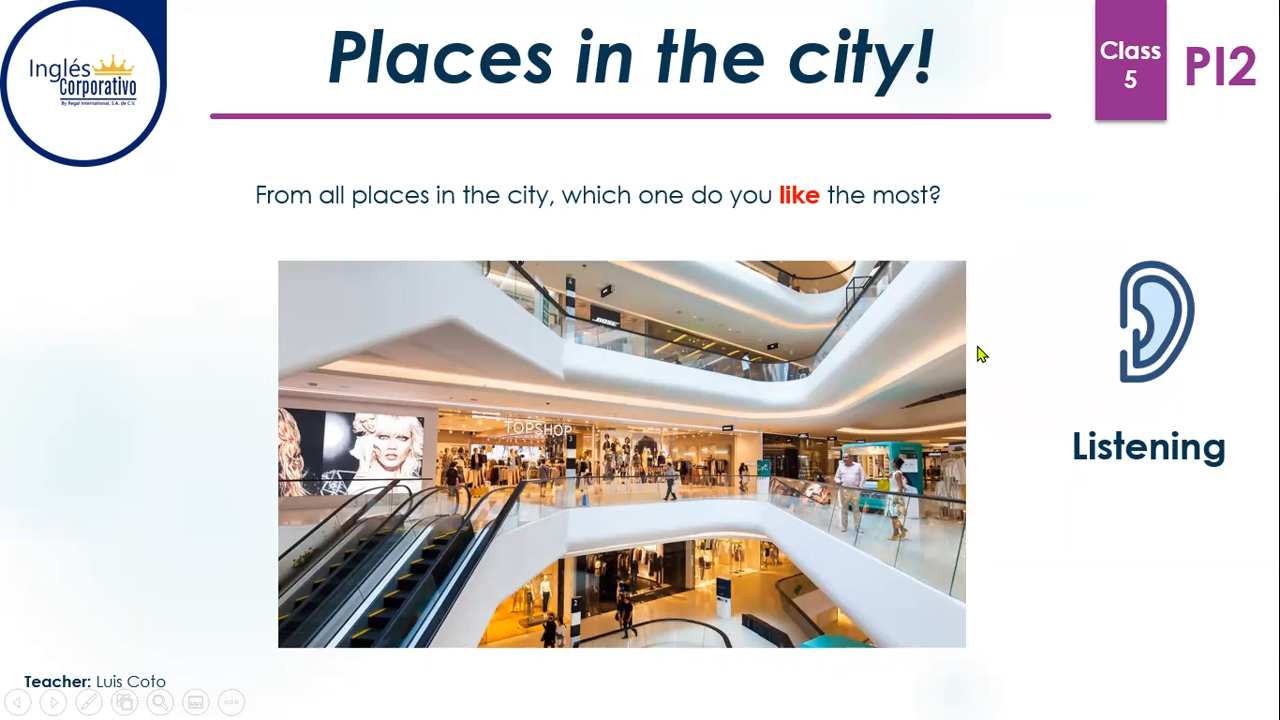 Inglés
Corporativo
By Regal International, S.A. de C.V.
Places in the city!
Class
5
PI2
From all places in the city, which one do you like the most?
BOSE
TOPSHOP
Listening
Teacher: Luis Coto